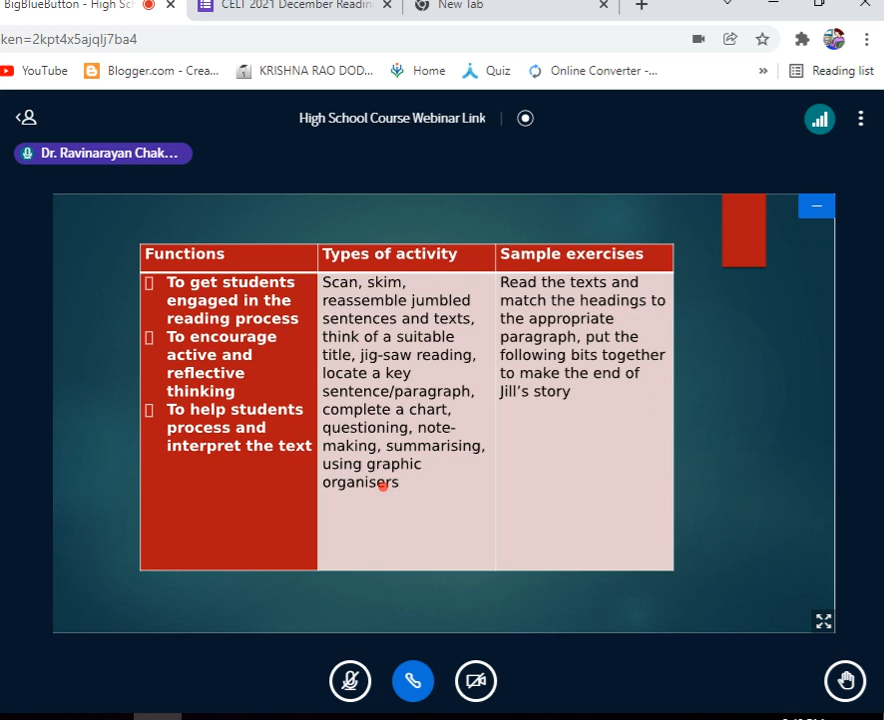 BigBlueButton - High Sc
CELT 2021 December Readin
New Tab
ken=2kpt4x5ajqlj7ba4
YouTube
Blogger.com - Crea...
KRISHNA RAO DOD...
Home
Quiz
Online Converter -...
»
Reading list
High School Course Webinar Link
Dr. Ravinarayan Chak...
Functions
To get students
engaged in the
reading process
To encourage
active and
reflective
thinking
To help students
process and
interpret the text
Types of activity
Scan, skim,
reassemble jumbled
sentences and texts,
think of a suitable
title, jig-saw reading,
locate a key
sentence/paragraph,
complete a chart,
questioning, note-
making, summarising,
using graphic
organisers
Sample exercises
Read the texts and
match the headings to
the appropriate
paragraph, put the
following bits together
to make the end of
Jill's story